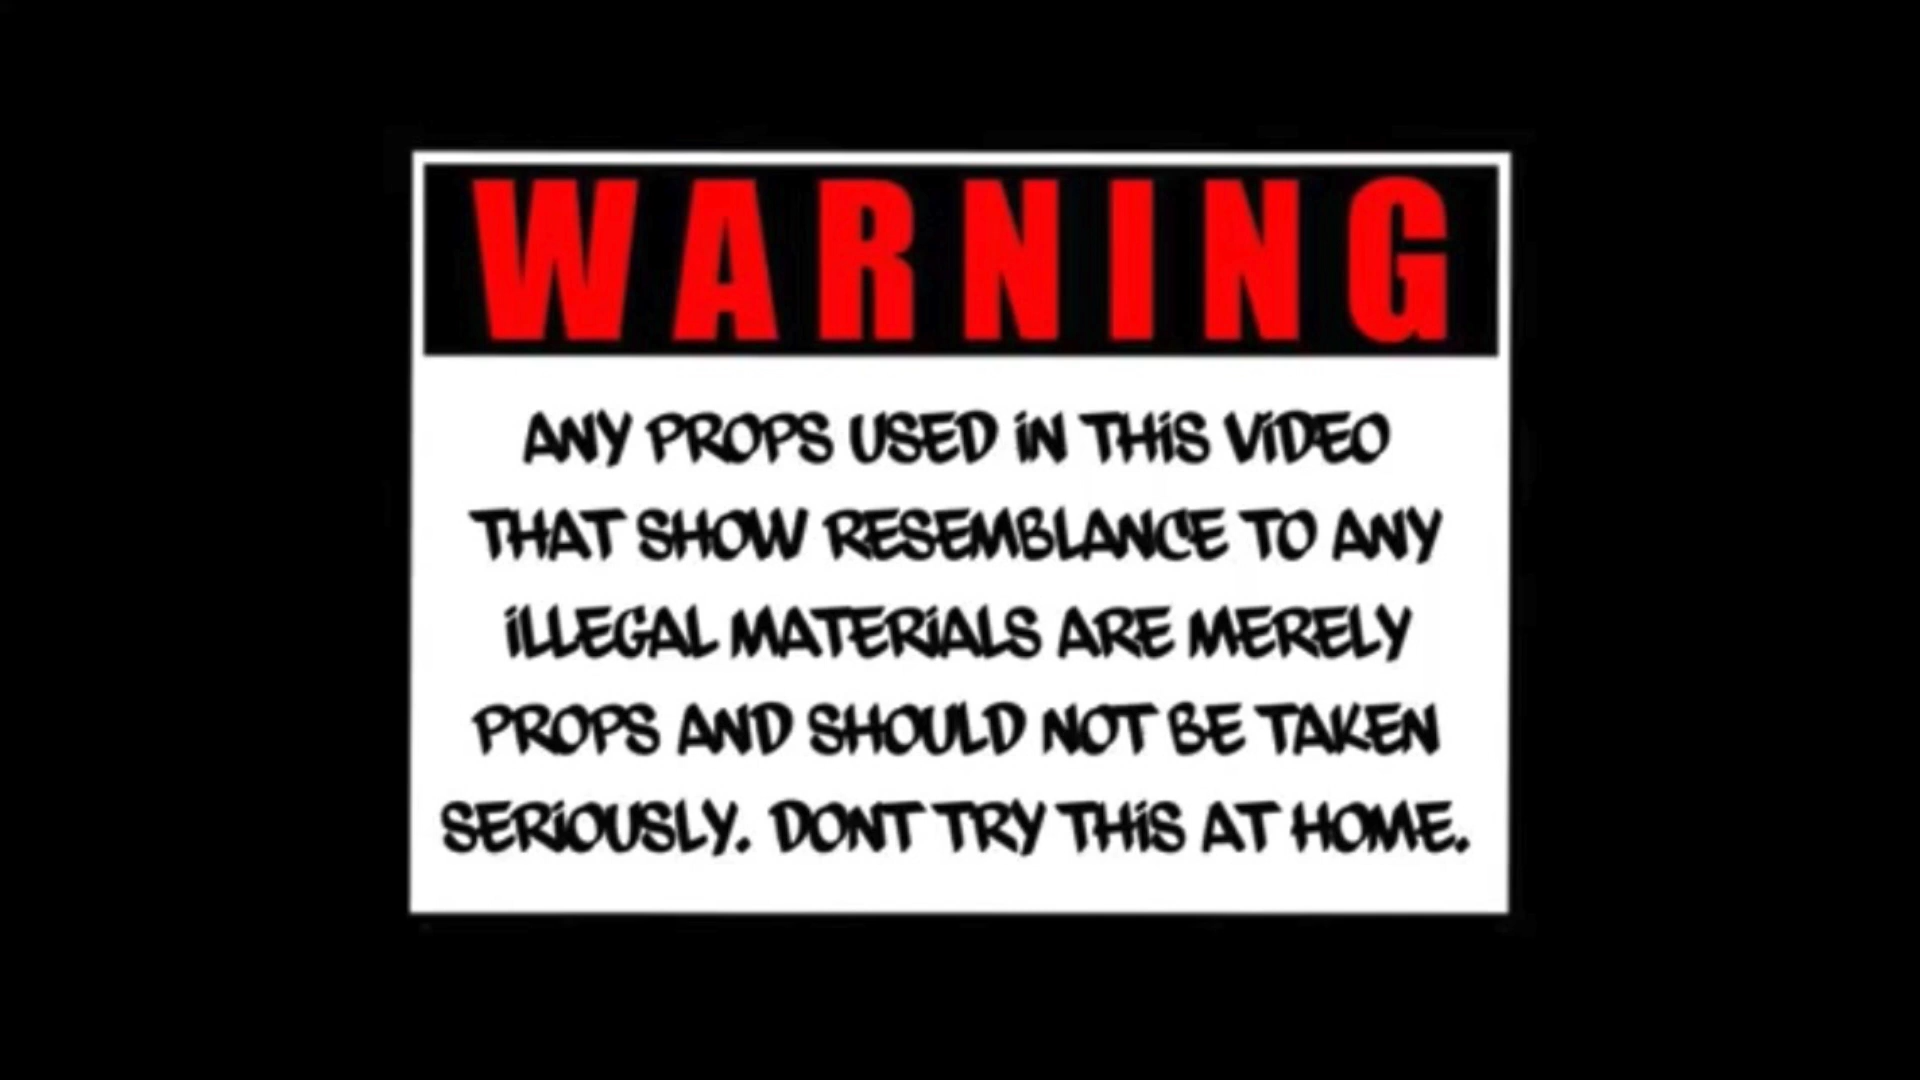 WARNING
ANY PROPS USED iN THiS ViDEO
THAT SHOW RESEMBLANCE TO ANY
iLLEGAL MATERiALS ARE MERELY
PROPS AND SHOULD NOT BE TAKEN
SERiOUSLY. DONT TRY THiS AT HOME.